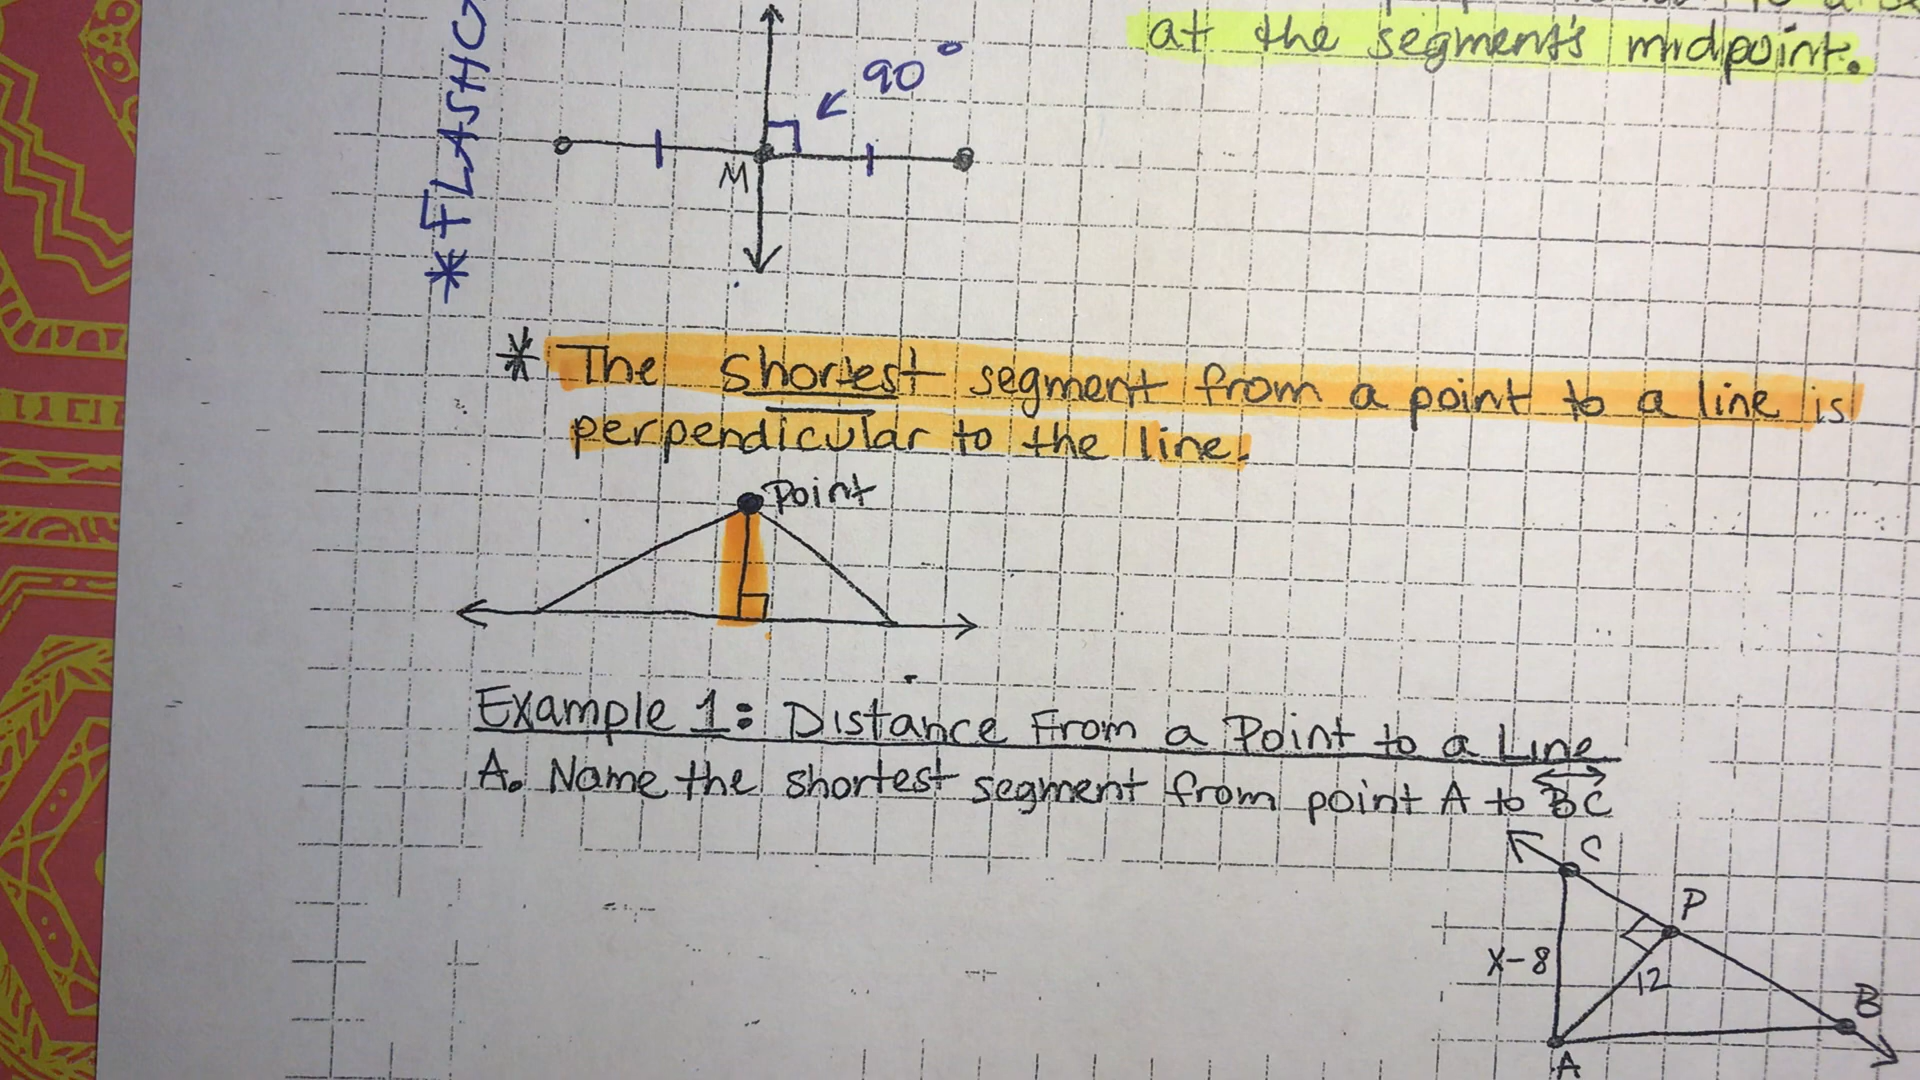 at the segment's midpoint.
90°
M
*FLASHC
* The shortest segment from a point to a line is
perpendicular to the line.
Point
Example 1: Distance From a Point to a Line
A. Name the shortest segment from point A to BC
C
P
X-8
12
B
A